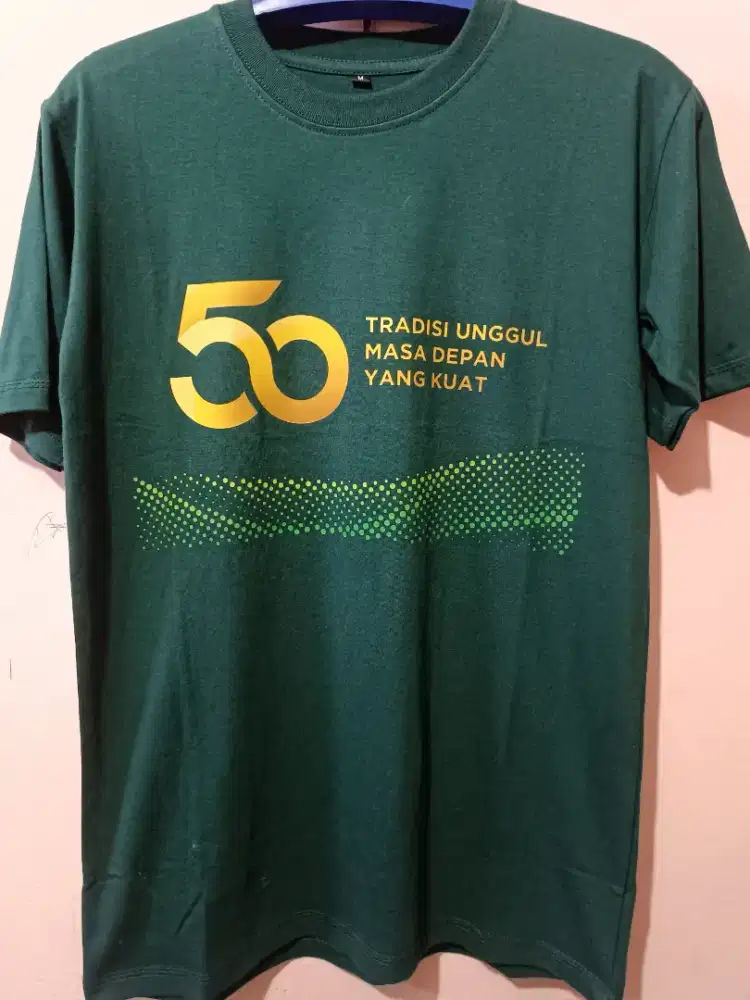 M
50
TRADISI UNGGUL
MASA DEPAN
YANG KUAT